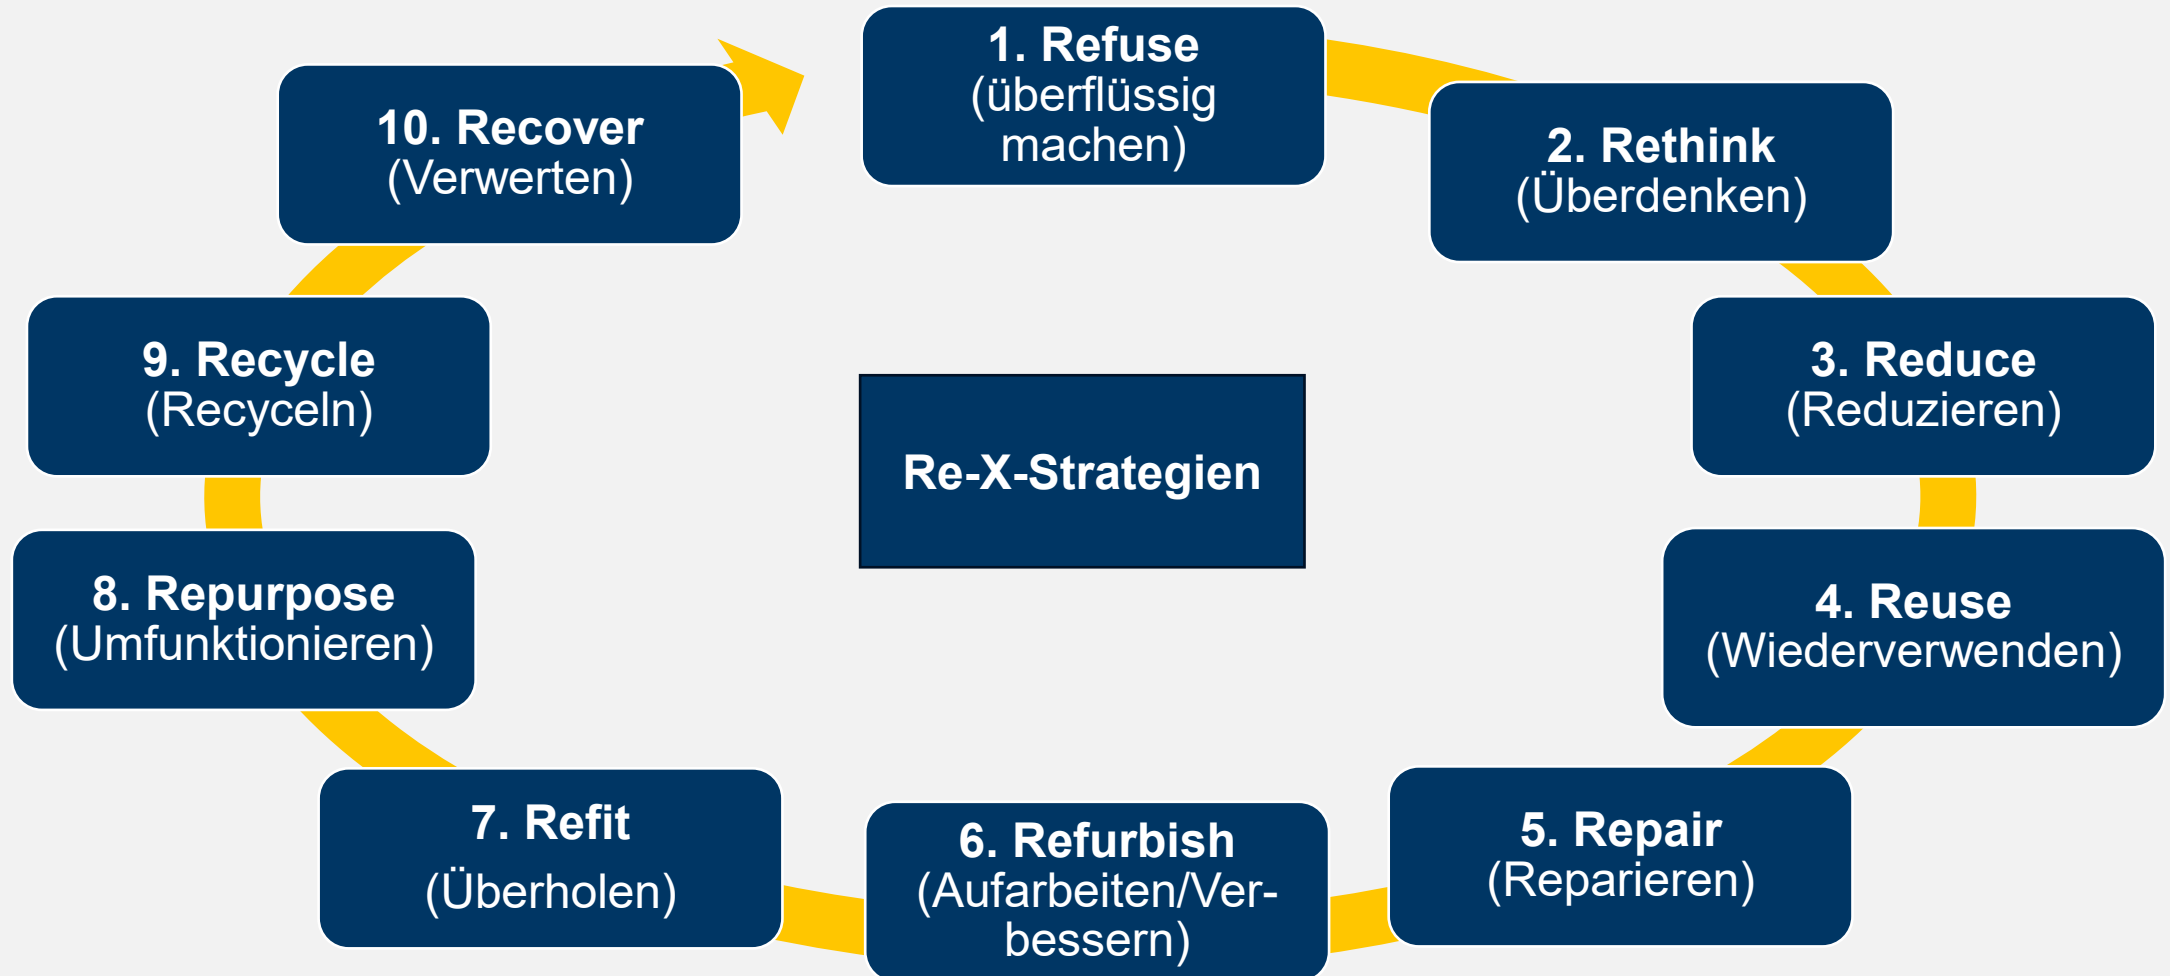 1. Refuse
(überflüssig
machen)
2. Rethink
(Überdenken)
3. Reduce
(Reduzieren)
4. Reuse
(Wiederverwenden)
5. Repair
(Reparieren)
6. Refurbish
(Aufarbeiten/Ver-
bessern)
7. Refit
(Überholen)
8. Repurpose
(Umfunktionieren)
9. Recycle
(Recyceln)
10. Recover
(Verwerten)
Re-X-Strategien